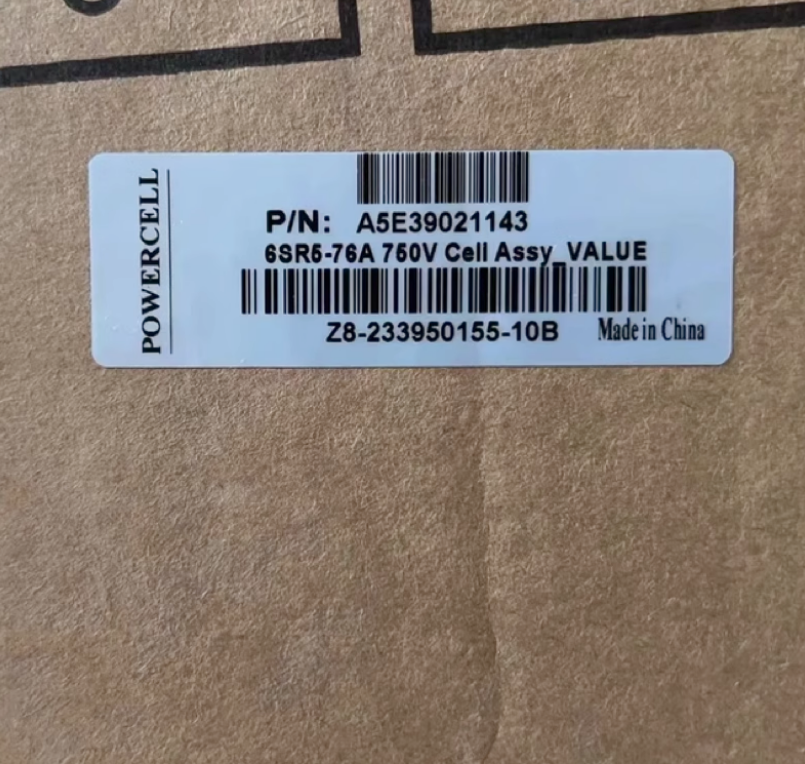 POWERCELL
P/N: A5E39021143
6SR5-76A 750V Cell Assy_VALUE
Z8-233950155-10B Made in China